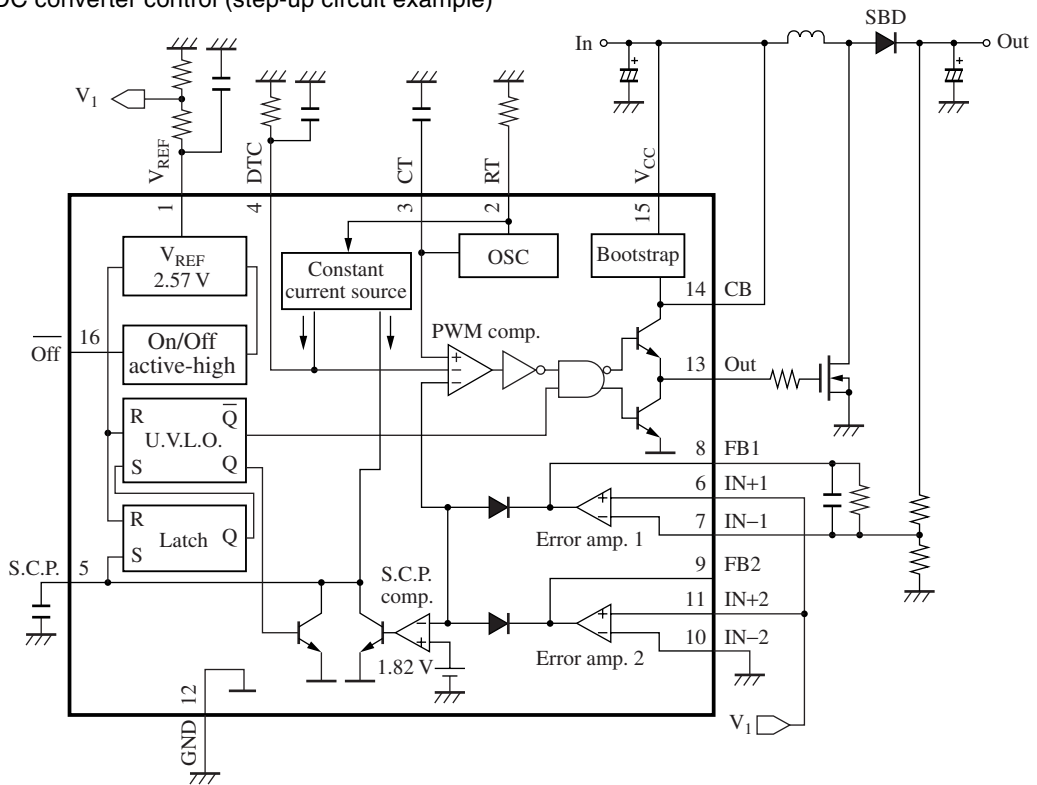 DC converter control (step-up circuit example)
SBD
In
Out
V1
VREF
DTC
CT
RT
VCC
1
4
3
2
15
VREF
2.57 V
Constant
current source
OSC
Bootstrap
14 CB
Off
16
On/Off
active-high
PWM comp.
13 Out
R
Q
U.V.L.O.
S
Q
8 FB1
6 IN+1
7 IN−1
Error amp. 1
R
Latch
Q
S
S.C.P. 5
S.C.P.
comp.
9 FB2
11 IN+2
10 IN−2
Error amp. 2
1.82 V
12
GND
V1